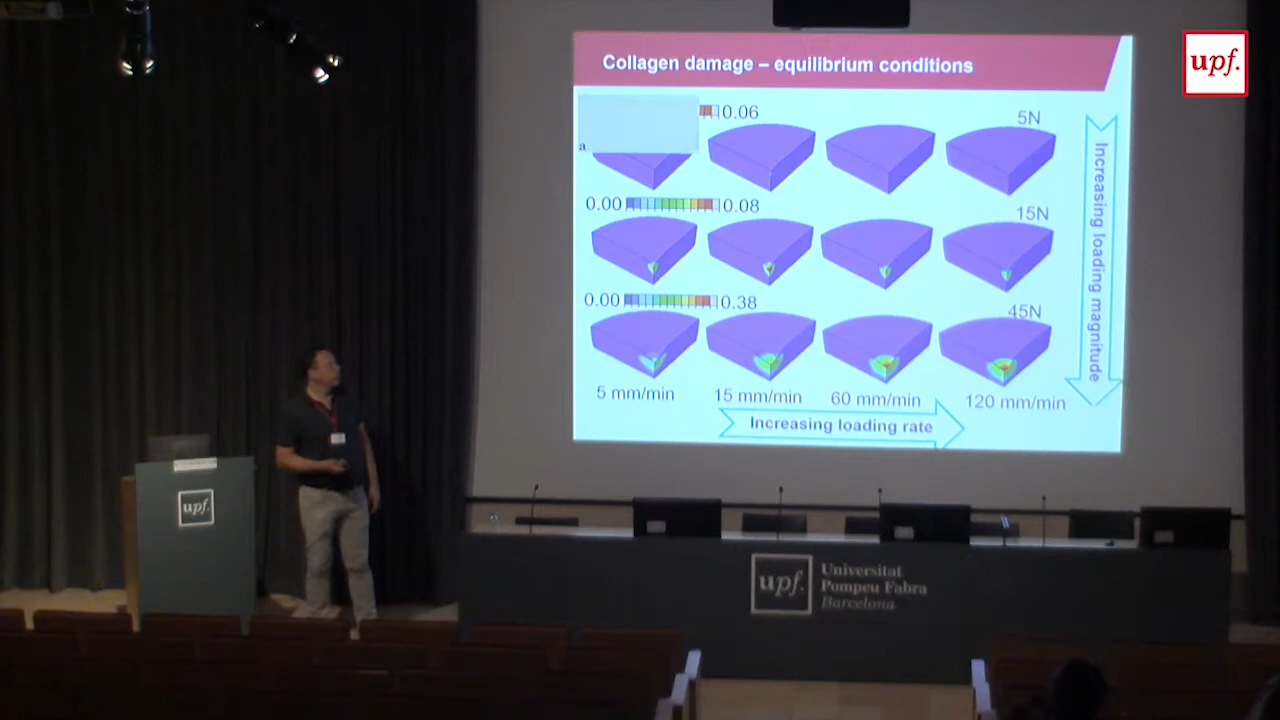 Collagen damage – equilibrium conditions
upf.
0.06
5N
a
0.00 0.08
15N
0.00 0.38
45N
5 mm/min 15 mm/min 60 mm/min 120 mm/min
Increasing loading rate
Increasing loading magnitude
upf.
upf.
Universitat
Pompeu Fabra
Barcelona